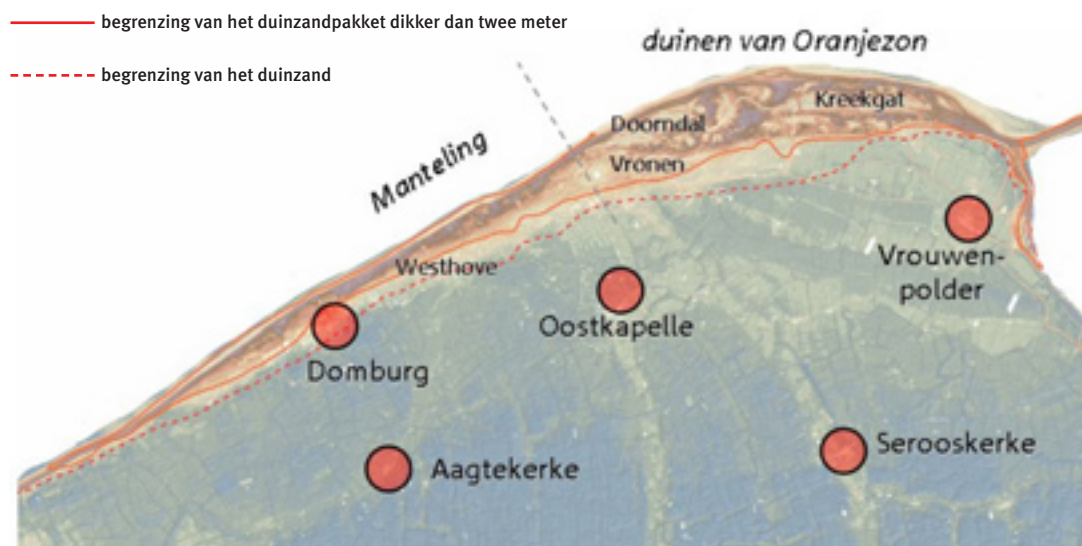 begrenzing van het duinzandpakket dikker dan twee meter
begrenzing van het duinzand
duinen van Oranjezon
Kreekgat
Doorndal
Vronen
Manteling
Westhove
Vrouwen-
polder
Oostkapelle
Domburg
Serooskerke
Aagtekerke